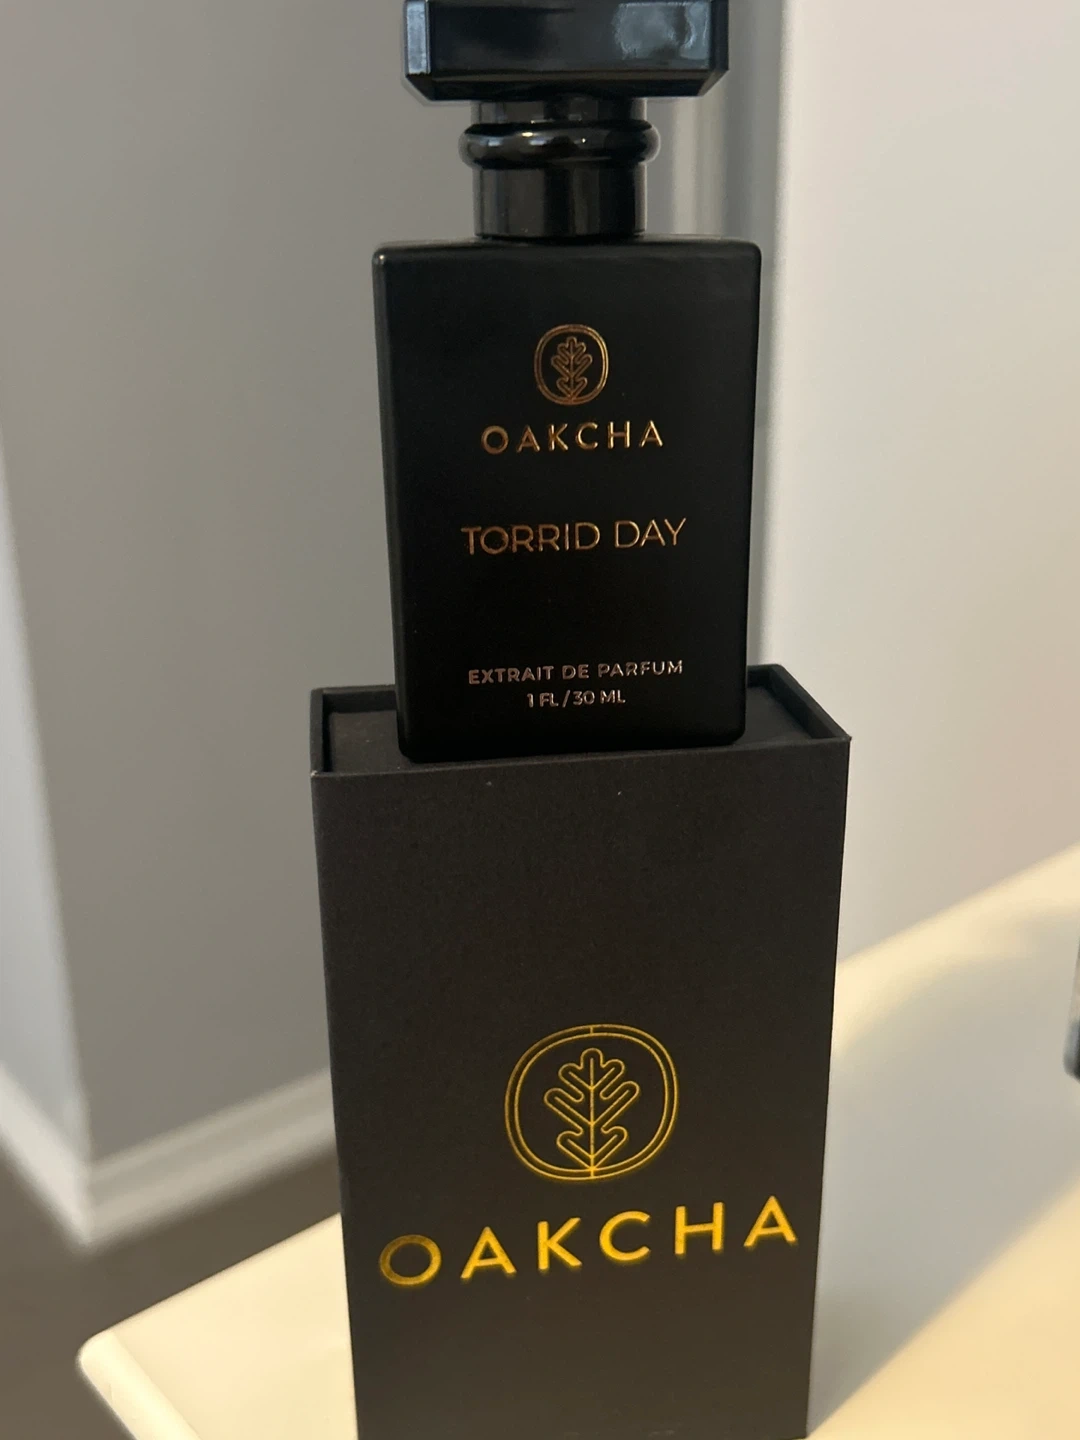 OAKCHA
TORRID DAY
EXTRAIT DE PARFUM
1 FL/30 ML
OAKCHA